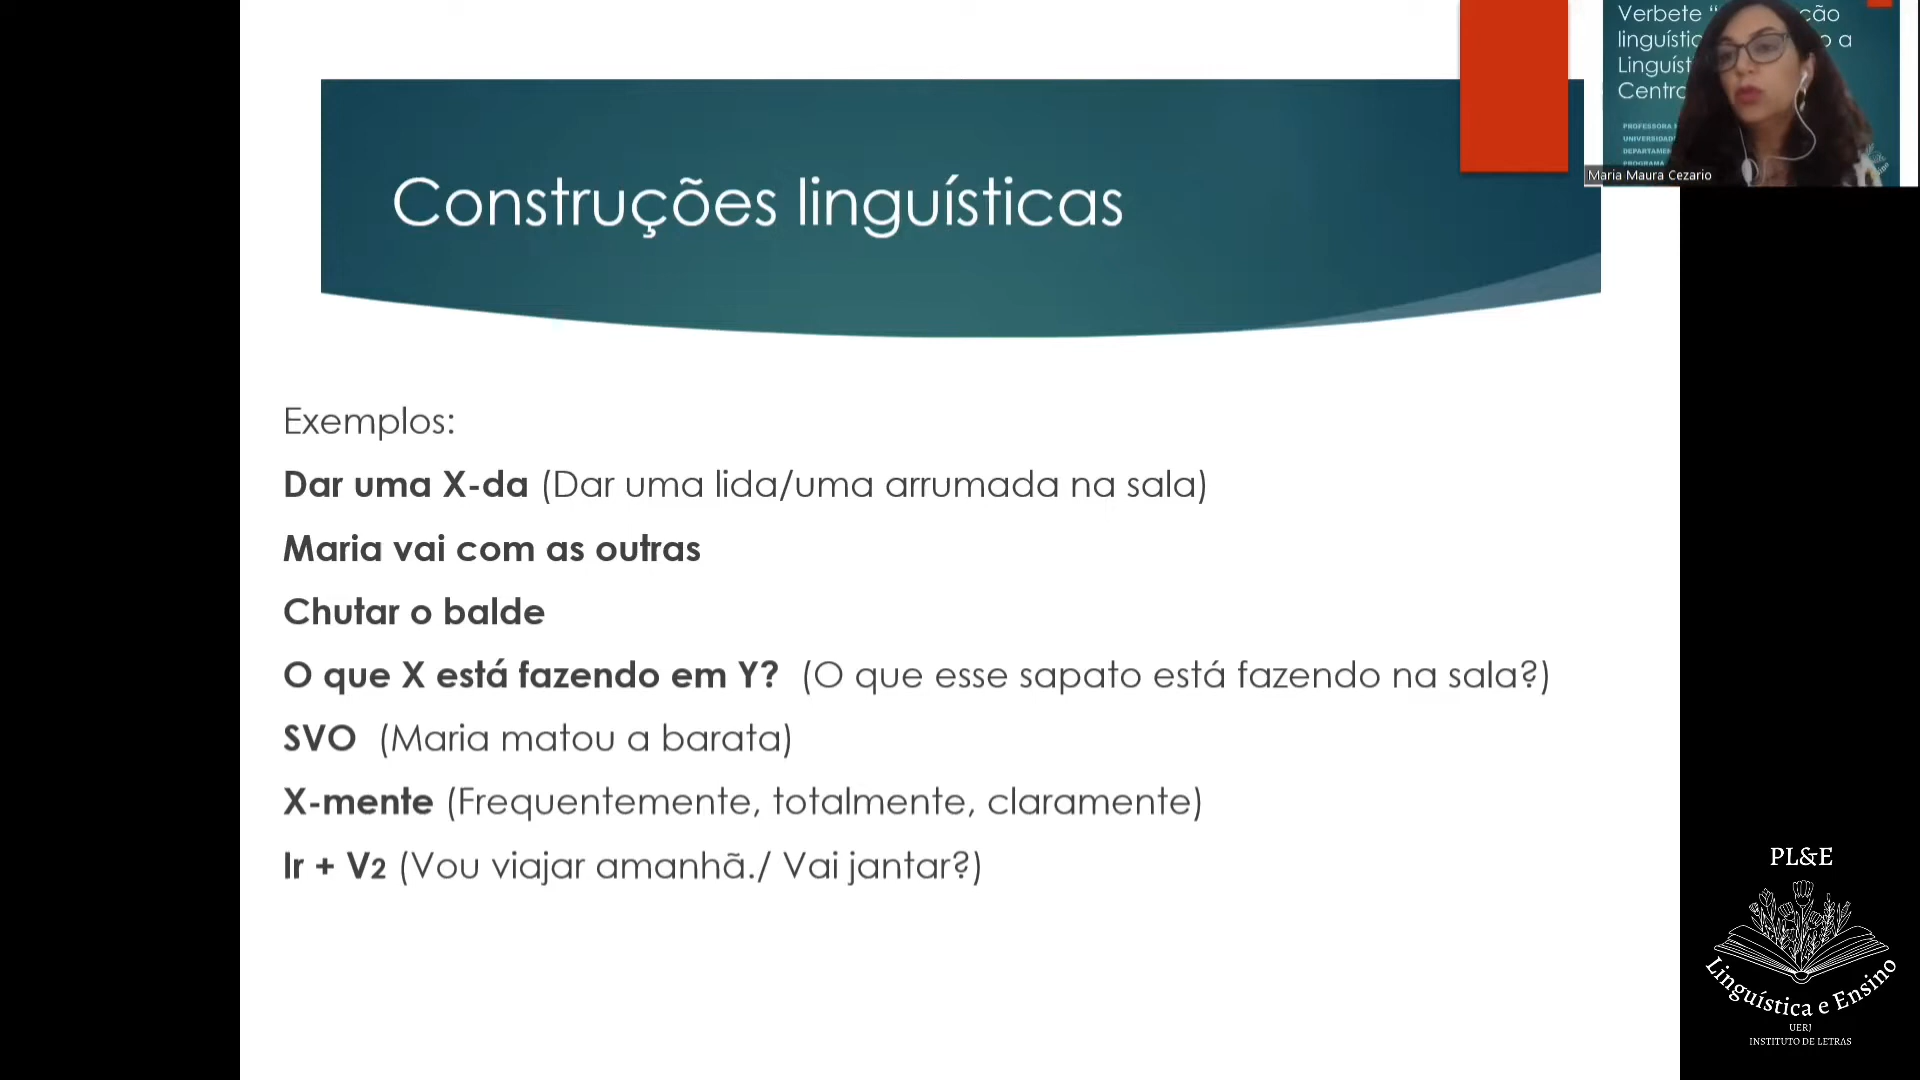 Construções linguísticas
Exemplos:
Dar uma X-da (Dar uma lida/uma arrumada na sala)
Maria vai com as outras
Chutar o balde
O que X está fazendo em Y? (O que esse sapato está fazendo na sala?)
SVO (Maria matou a barata)
X-mente (Frequentemente, totalmente, claramente)
Ir + V2 (Vou viajar amanhã./ Vai jantar?)
Verbete
PROFESSORA
Maria Maura Cezario
PL&E
Linguística e Ensino
UERJ
INSTITUTO DE LETRAS